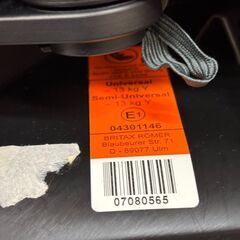 Universal
- 13 kg Y
Semi-Universal
- 13 kg Y
E1
04301146
BRITAX RÖMER
Blaubeurer Str. 71
D - 89077 Ulm
07080565